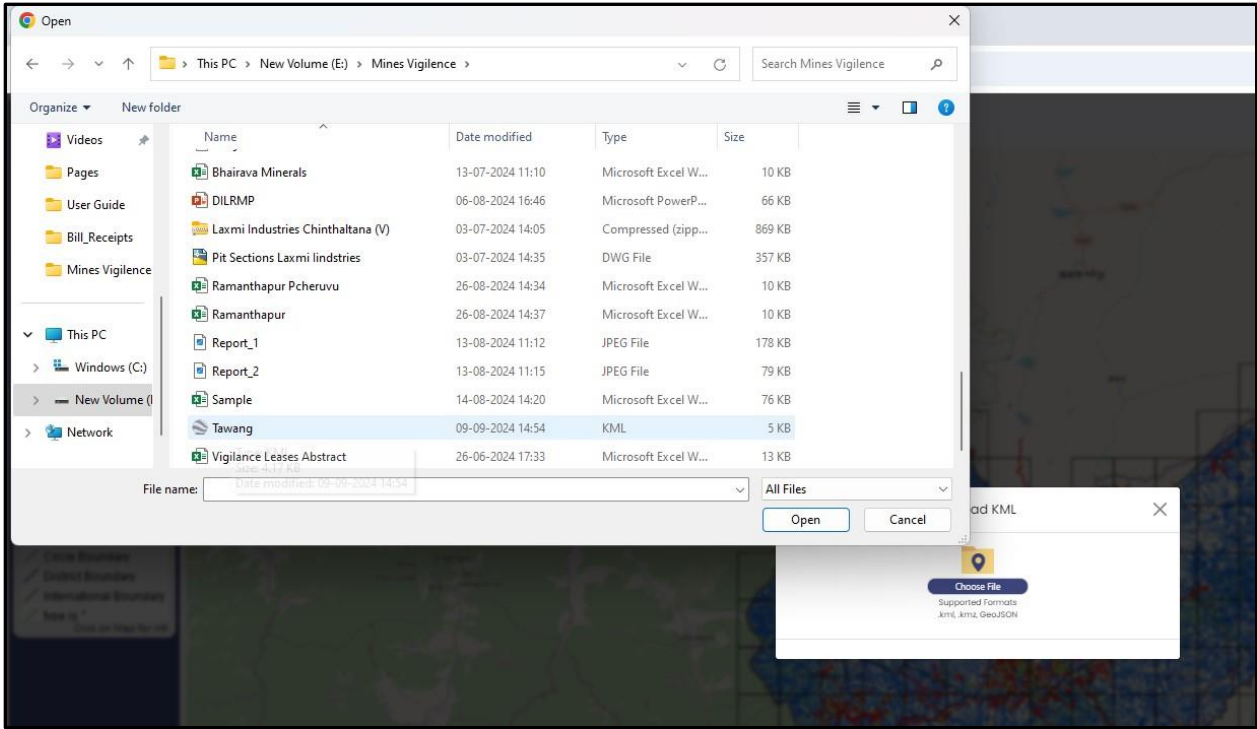 Open
This PC > New Volume (E:) > Mines Vigilence >
Search Mines Vigilence
Organize
New folder
Videos
Pages
User Guide
Bill_Receipts
Mines Vigilence
This PC
Windows (C:)
New Volume (
Network
Name Date modified Type Size
Bhairava Minerals 13-07-2024 11:10 Microsoft Excel W... 10 KB
DILRMP 06-08-2024 16:46 Microsoft PowerP... 66 KB
Laxmi Industries Chinthaltana (V) 03-07-2024 14:05 Compressed (zipp... 869 KB
Pit Sections Laxmi Iindstries 03-07-2024 14:35 DWG File 357 KB
Ramanthapur Pcheruvu 26-08-2024 14:34 Microsoft Excel W... 10 KB
Ramanthapur 26-08-2024 14:37 Microsoft Excel W... 10 KB
Report_1 13-08-2024 11:12 JPEG File 178 KB
Report_2 13-08-2024 11:15 JPEG File 79 KB
Sample 14-08-2024 14:20 Microsoft Excel W... 76 KB
Tawang 09-09-2024 14:54 KML 5 KB
Vigilance Leases Abstract 26-06-2024 17:33 Microsoft Excel W... 13 KB
Size: 4.17 KB
Date modified: 09-09-2024 14:54
File name:
All Files
Open Cancel
ad KML
Choose File
Supported Formats
.kml, .kmz, GeoJSON
Circle Boundary
District Boundary
International Boundary